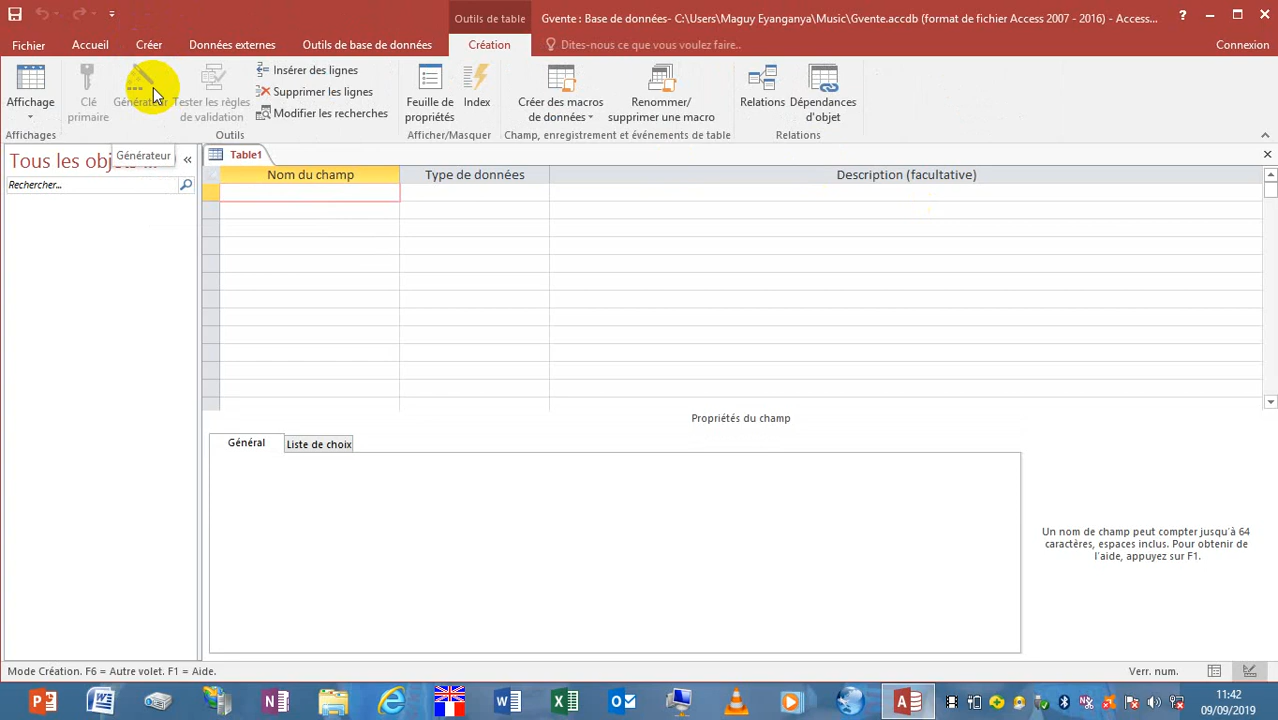 Outils de table
Gvente : Base de données- C:\Users\Maguy Eyanganya\Music\Gvente.accdb (format de fichier Access 2007 - 2016) - Access...
Fichier Accueil Créer Données externes Outils de base de données Création Dites-nous ce que vous voulez faire.. Connexion
Affichage
Clé primaire
Générateur
Tester les règles de validation
Insérer des lignes
Supprimer les lignes
Modifier les recherches
Feuille de propriétés
Index
Créer des macros de données
Renommer/ supprimer une macro
Relations
Dépendances d'objet
Affichages Outils Afficher/Masquer Champ, enregistrement et événements de table Relations
Générateur
Tous les obj
Rechercher...
Table1
Nom du champ Type de données Description (facultative)
Propriétés du champ
Général Liste de choix
Un nom de champ peut compter jusqu'à 64
caractères, espaces inclus. Pour obtenir de
l'aide, appuyez sur F1.
Mode Création. F6 = Autre volet. F1 = Aide.
Verr. num.
11:42
09/09/2019